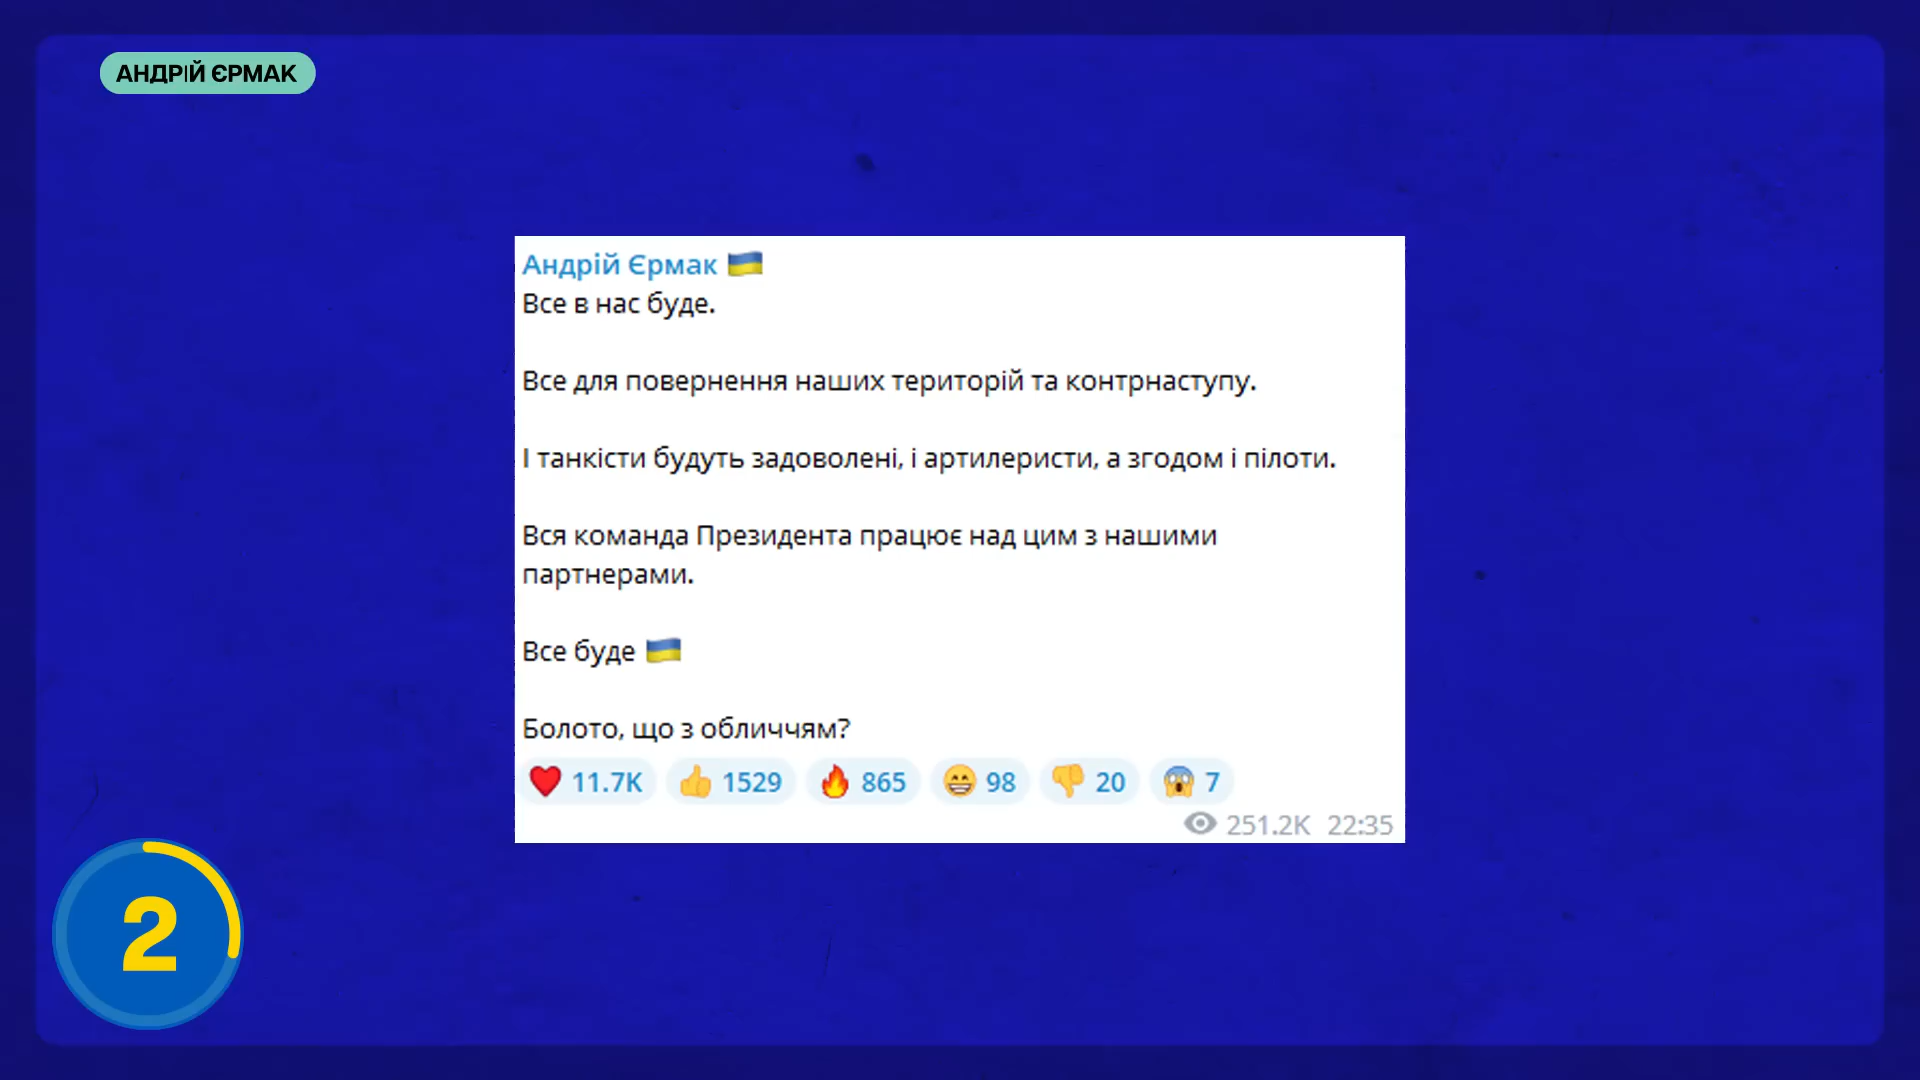 АНДРІЙ ЄРМАК
Андрій Єрмак 🇺🇦
Все в нас буде.
Все для повернення наших територій та контрнаступу.
І танкісти будуть задоволені, і артилеристи, а згодом і пілоти.
Вся команда Президента працює над цим з нашими
партнерами.
Все буде 🇺🇦
Болото, що з обличчям?
❤️ 11.7K 👍 1529 🔥 865 😁 98 👎 20 😱 7
251.2K 22:35
2